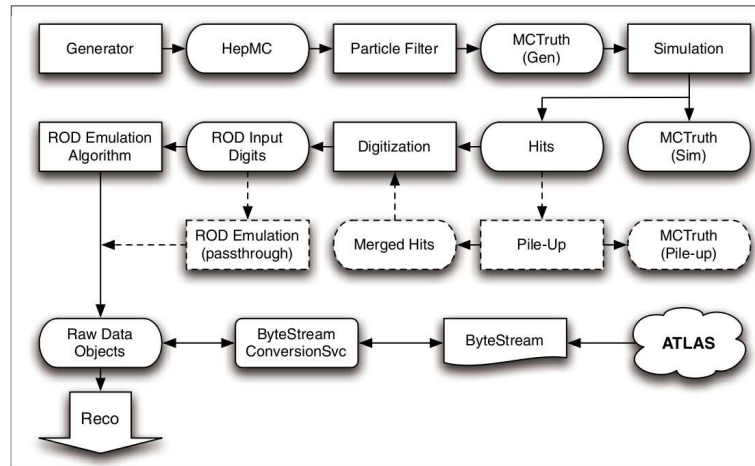 Generator
HepMC
Particle Filter
MCTruth
(Gen)
Simulation
ROD Emulation
Algorithm
ROD Input
Digits
Digitization
Hits
MCTruth
(Sim)
ROD Emulation
(passthrough)
Merged Hits
Pile-Up
MCTruth
(Pile-up)
Raw Data
Objects
ByteStream
ConversionSvc
ByteStream
ATLAS
Reco